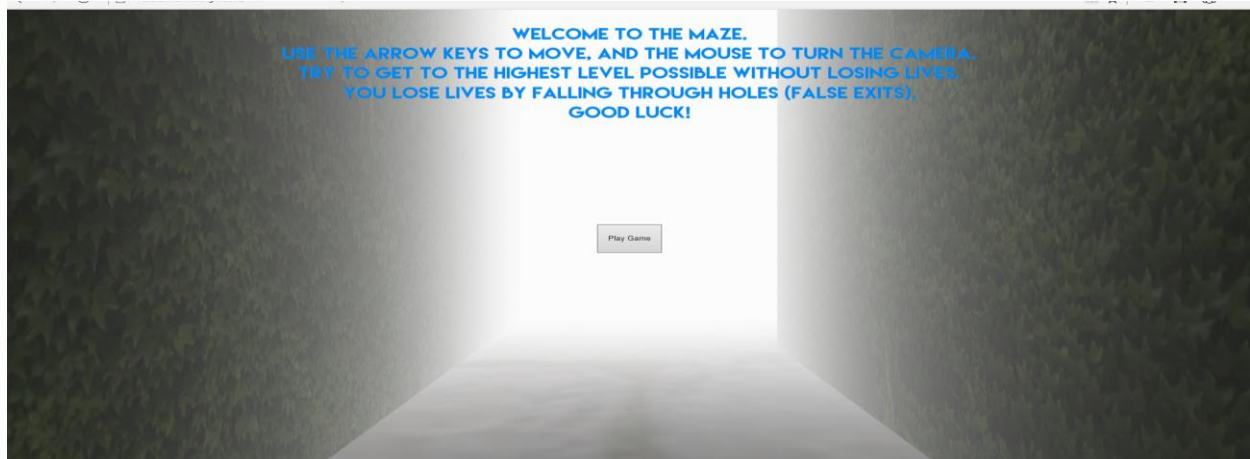 WELCOME TO THE MAZE.
USE THE ARROW KEYS TO MOVE, AND THE MOUSE TO TURN THE CAMERA.
TRY TO GET TO THE HIGHEST LEVEL POSSIBLE WITHOUT LOSING LIVES.
YOU LOSE LIVES BY FALLING THROUGH HOLES (FALSE EXITS).
GOOD LUCK!
Play Game